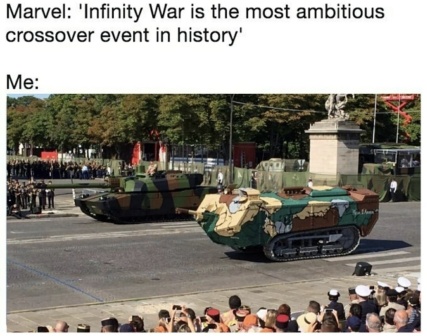 Marvel: 'Infinity War is the most ambitious
crossover event in history'
Me: